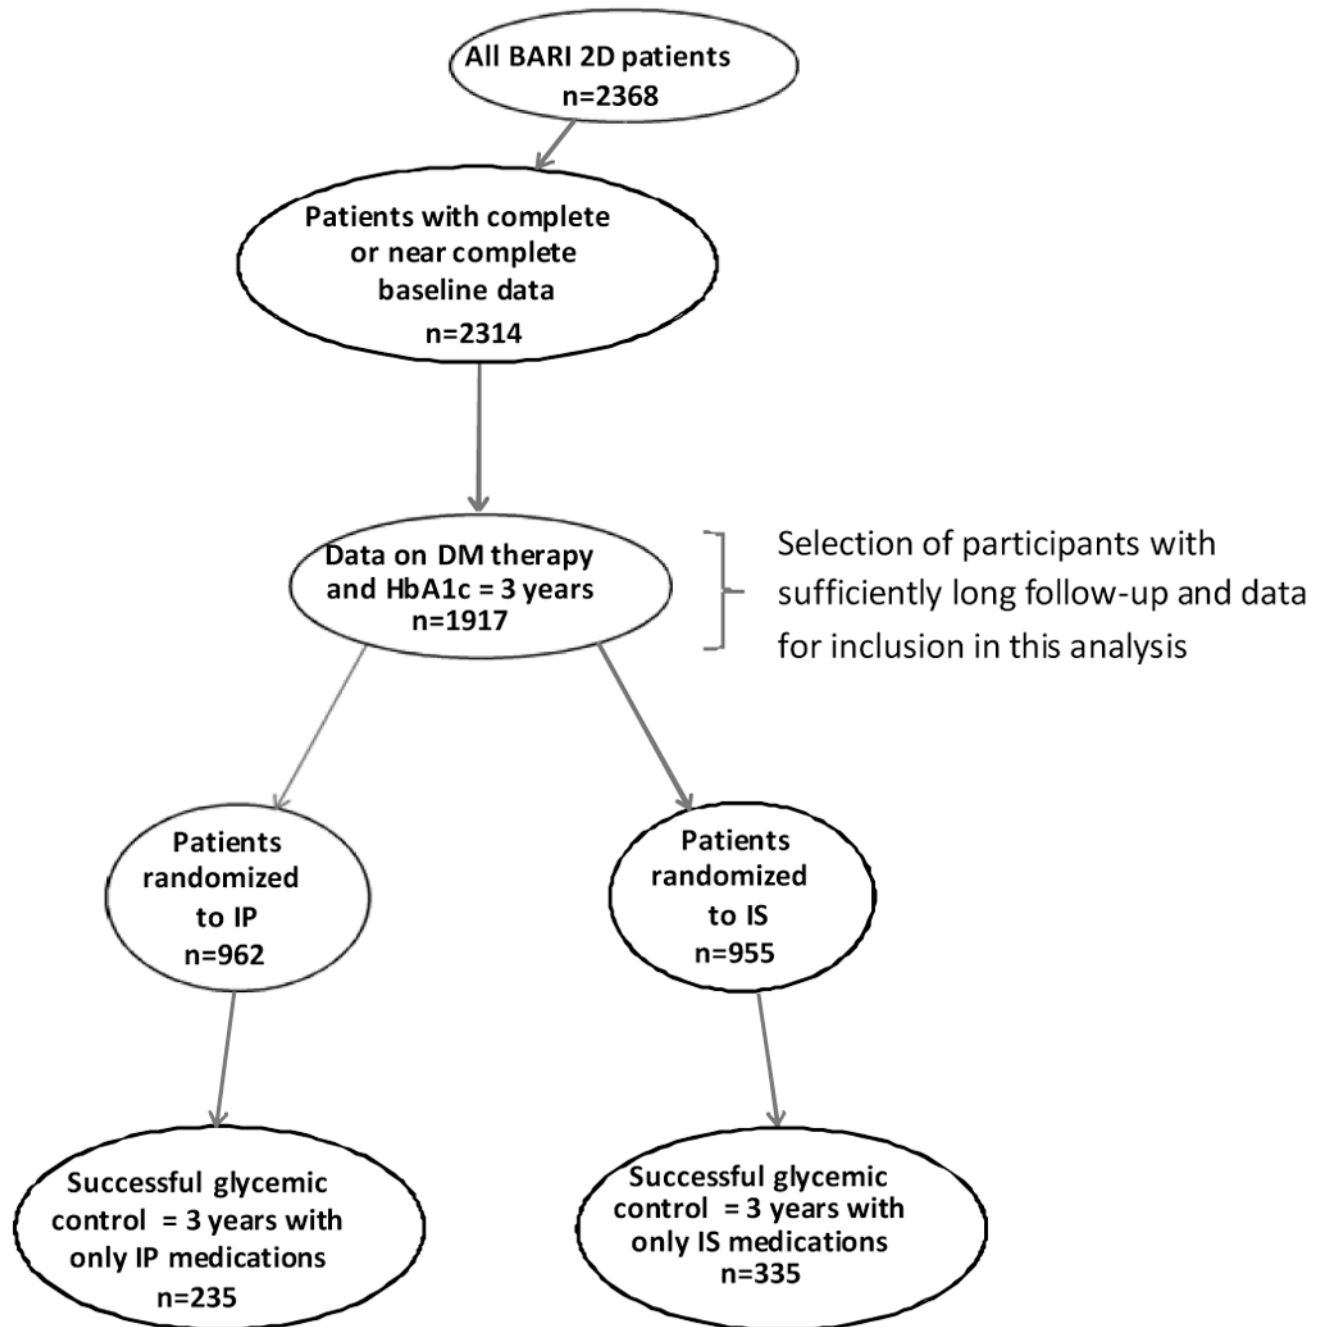 All BARI 2D patients
n=2368
Patients with complete
or near complete
baseline data
n=2314
Data on DM therapy
and HbA1c = 3 years
n=1917
Selection of participants with
sufficiently long follow-up and data
for inclusion in this analysis
Patients
randomized
to IP
n=962
Patients
randomized
to IS
n=955
Successful glycemic
control = 3 years with
only IP medications
n=235
Successful glycemic
control = 3 years with
only IS medications
n=335